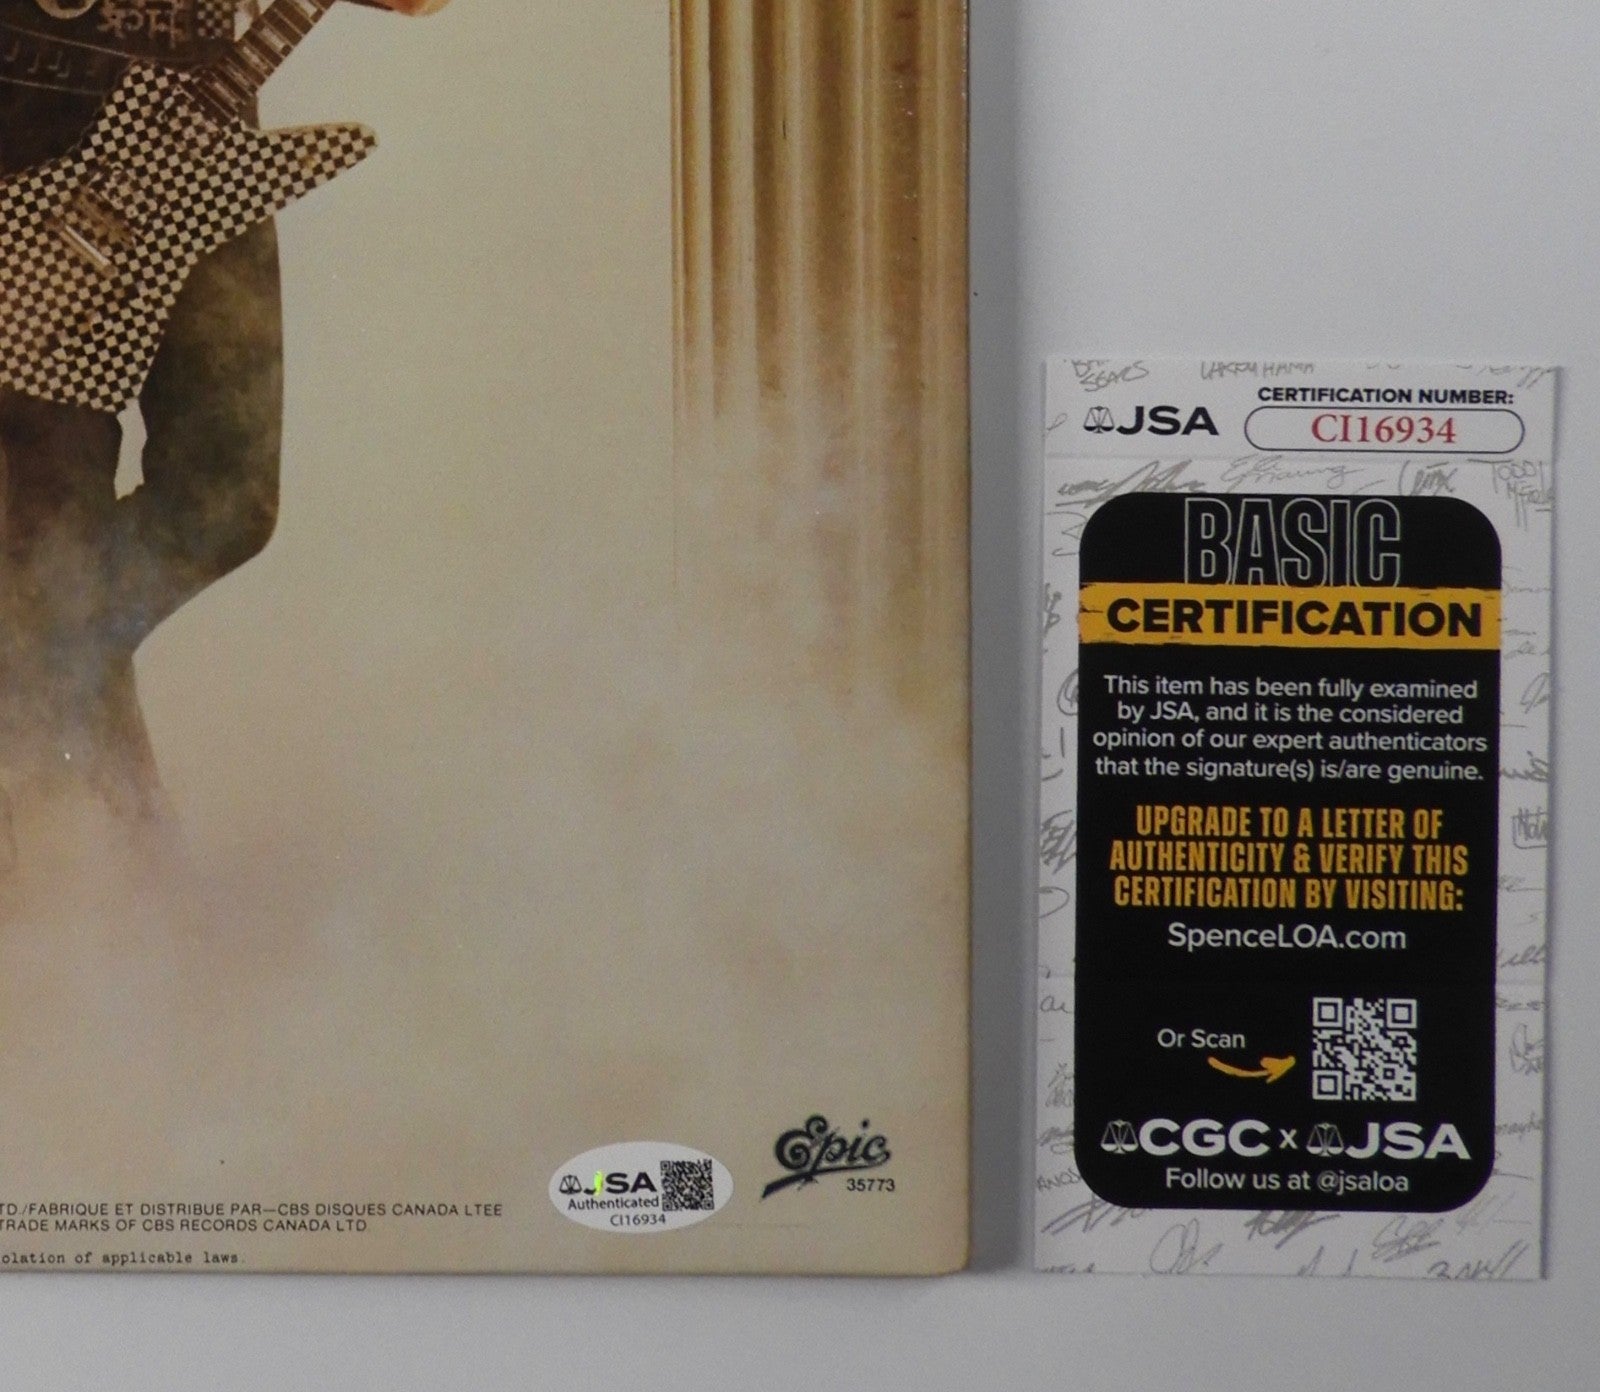 Trick
JSA
CERTIFICATION NUMBER:
CI16934
BASIC
CERTIFICATION
This item has been fully examined
by JSA, and it is the considered
opinion of our expert authenticators
that the signature(s) is/are genuine.
UPGRADE TO A LETTER OF
AUTHENTICITY & VERIFY THIS
CERTIFICATION BY VISITING:
SpenceLOA.com
Or Scan
CGC x JSA
Follow us at @jsaloa
JSA
Authenticated
CI16934
Epic
35773
TD./FABRIQUE ET DISTRIBUE PAR—CBS DISQUES CANADA LTEE
TRADE MARKS OF CBS RECORDS CANADA LTD.
olation of applicable laws.